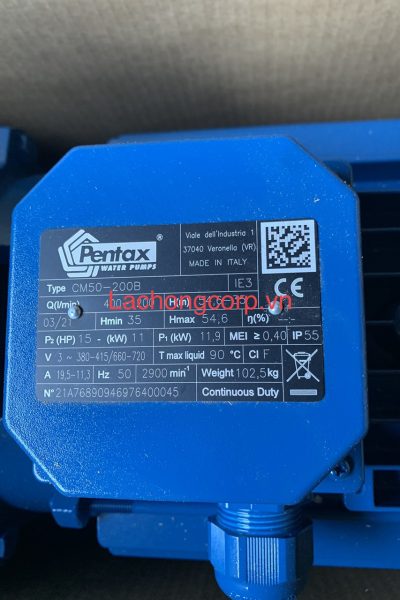 Pentax
WATER PUMPS
Viale dell'Industria 1
37040 Veronella (VR)
MADE IN ITALY
CE
Type CM50-200B IE3
Q(l/min) H(m)
Lachongcorp.vn
03/21 Hmin 35 Hmax 54,6 η(%) --,-
P₂ (HP) 15 - (kW) 11 P₁ (kW) 11,9 MEI ≥ 0,40 IP 55
V 3 ~ 380-415/660-720 T max liquid 90 °C Cl F
A 19,5-11,3 Hz 50 2900 min⁻¹ Weight 102,5kg
N° 21A76890946976400045 Continuous Duty